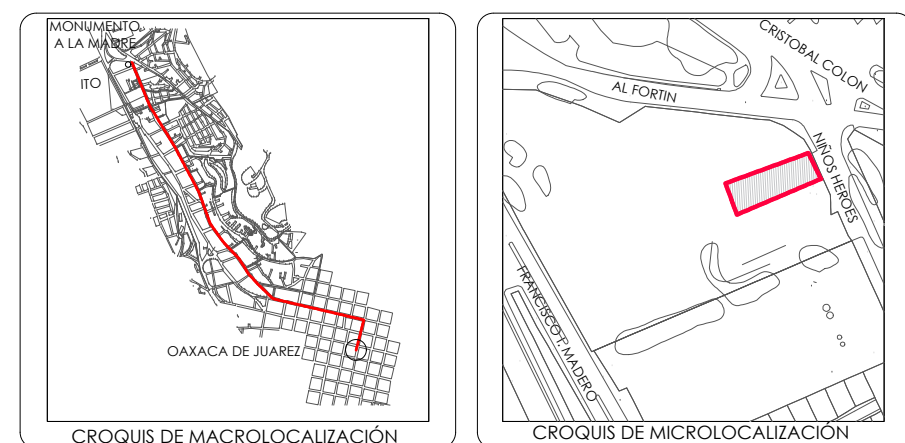 MONUMENTO
A LA MADRE
ITO
OAXACA DE JUAREZ
CROQUIS DE MACROLOCALIZACIÓN
CRISTOBAL COLON
AL FORTIN
NIÑOS HEROES
FRANCISCO I. MADERO
CROQUIS DE MICROLOCALIZACIÓN